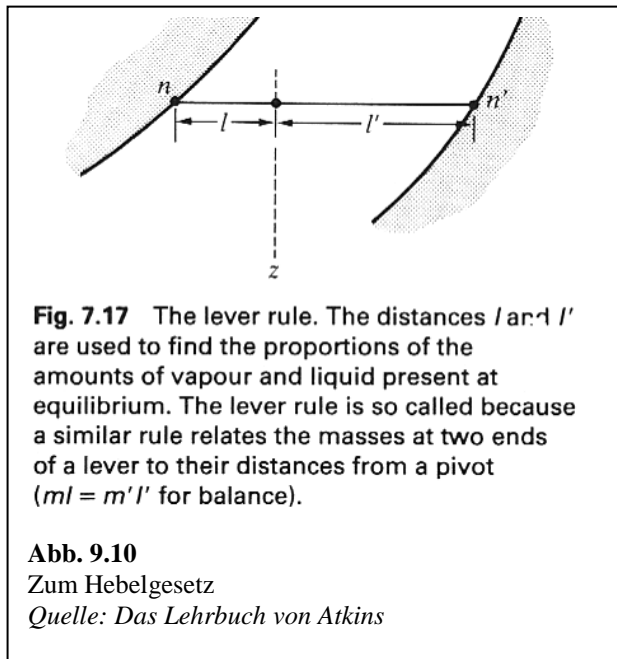 n
n'
l
l'
z
Fig. 7.17 The lever rule. The distances l and l'
are used to find the proportions of the
amounts of vapour and liquid present at
equilibrium. The lever rule is so called because
a similar rule relates the masses at two ends
of a lever to their distances from a pivot
(ml = m'l' for balance).
Abb. 9.10
Zum Hebelgesetz
Quelle: Das Lehrbuch von Atkins